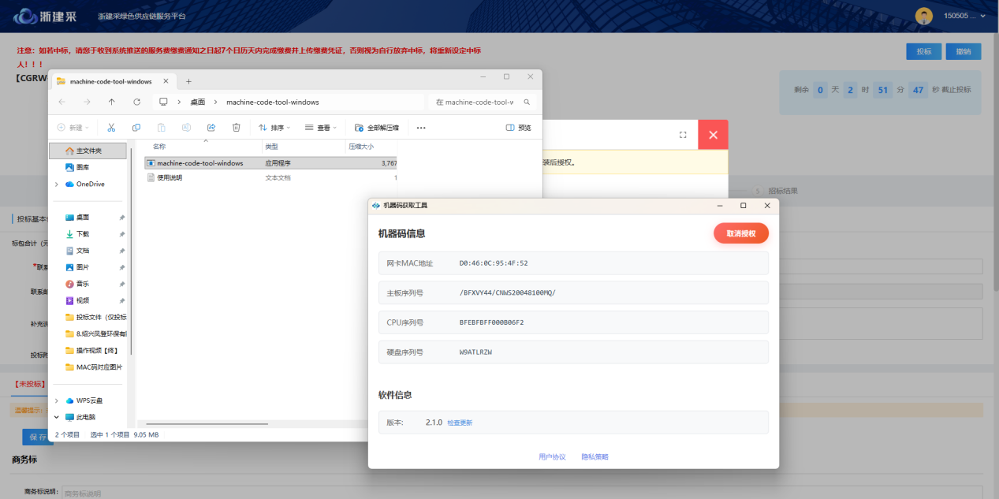 浙建采
浙建采绿色供应链服务平台
150505 ...
注意：如若中标，请您于收到系统推送的服务费缴费通知之日起7个日历天内完成缴费并上传缴费凭证，否则视为自行放弃中标，将重新设定中标
人！！！
投标
撤销
【CGRW
剩余 0 天 2 时 51 分 47 秒 截止投标
machine-code-tool-windows
桌面
machine-code-tool-windows
在 machine-code-tool-w
新建
排序
查看
全部解压缩
预览
名称
类型
压缩大小
machine-code-tool-windows
应用程序
3,767
使用说明
文本文档
1
主文件夹
图库
OneDrive
桌面
下载
文档
图片
音乐
视频
投标文件（仅投标
8.绍兴凤登环保有
操作视频【终】
MAC码对应图片
WPS云盘
此电脑
2 个项目
选中 1 个项目 9.05 MB
装后授权。
5 招标结果
投标基本
标包合计（元
*联系
联系邮
补充说
投标附
【未投标】
温馨提示：
保 存
商务标
商务标说明：
商务标说明
机器码获取工具
机器码信息
取消授权
网卡MAC地址
D0:46:0C:95:4F:52
主板序列号
/BFXVY44/CNWS20048100MQ/
CPU序列号
BFEBFBFF000B06F2
硬盘序列号
W9ATLRZW
软件信息
版本:
2.1.0 检查更新
用户协议
隐私策略